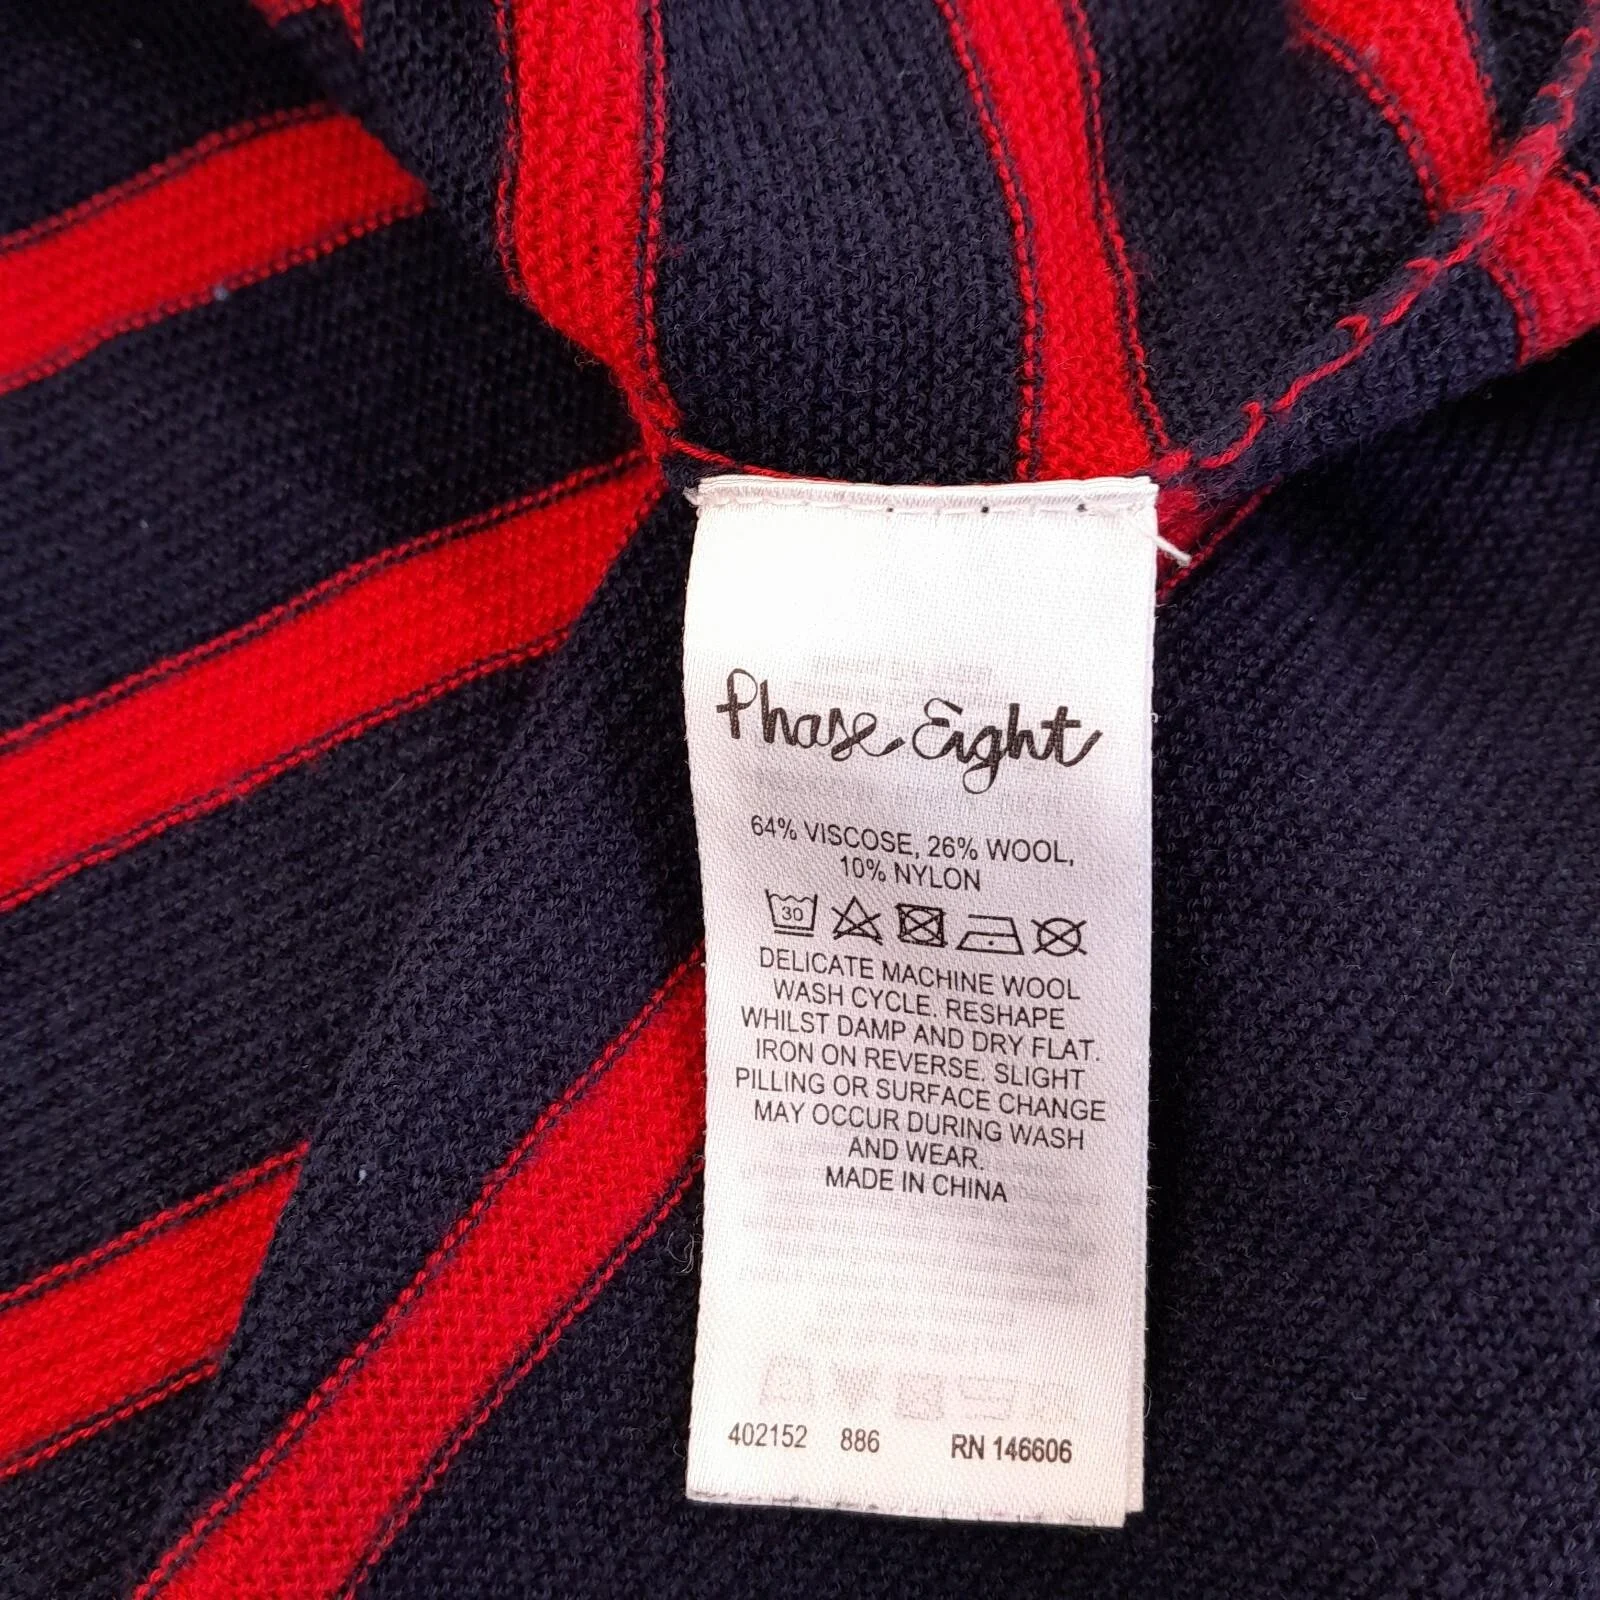 Phase Eight
64% VISCOSE, 26% WOOL,
10% NYLON
30
DELICATE MACHINE WOOL
WASH CYCLE. RESHAPE
WHILST DAMP AND DRY FLAT.
IRON ON REVERSE. SLIGHT
PILLING OR SURFACE CHANGE
MAY OCCUR DURING WASH
AND WEAR.
MADE IN CHINA
402152 886 RN 146606